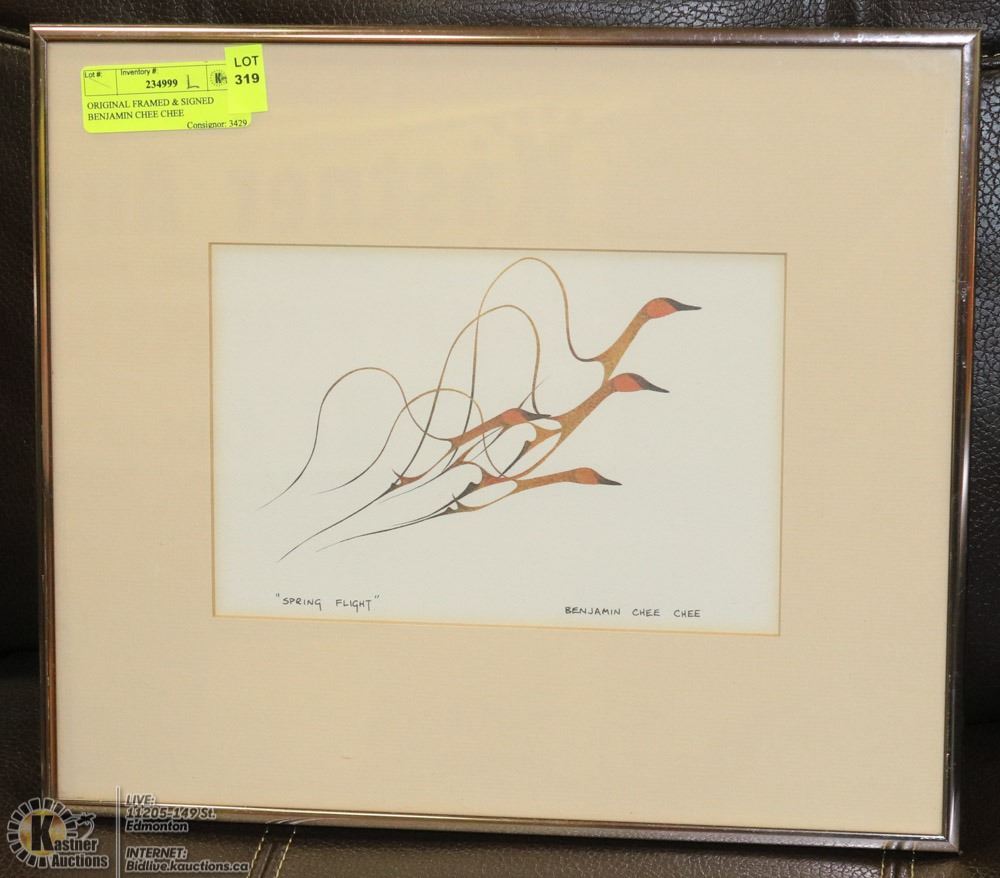 Lot #: Inventory #:
234999 L
LOT
319
ORIGINAL FRAMED & SIGNED
BENJAMIN CHEE CHEE
Consignor: 3429
"SPRING FLIGHT"
BENJAMIN CHEE CHEE
Kastner
Auctions
LIVE:
11205-149 St.
Edmonton
INTERNET:
Bidlive.kauctions.ca